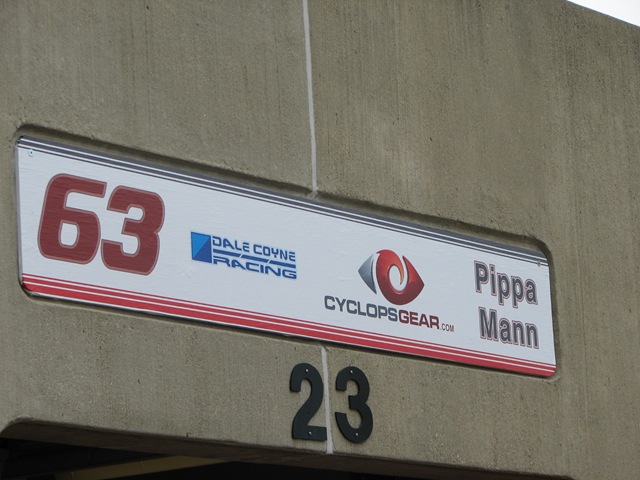 63
DALE COYNE
RACING
CYCLOPSGEAR.COM
Pippa
Mann
23